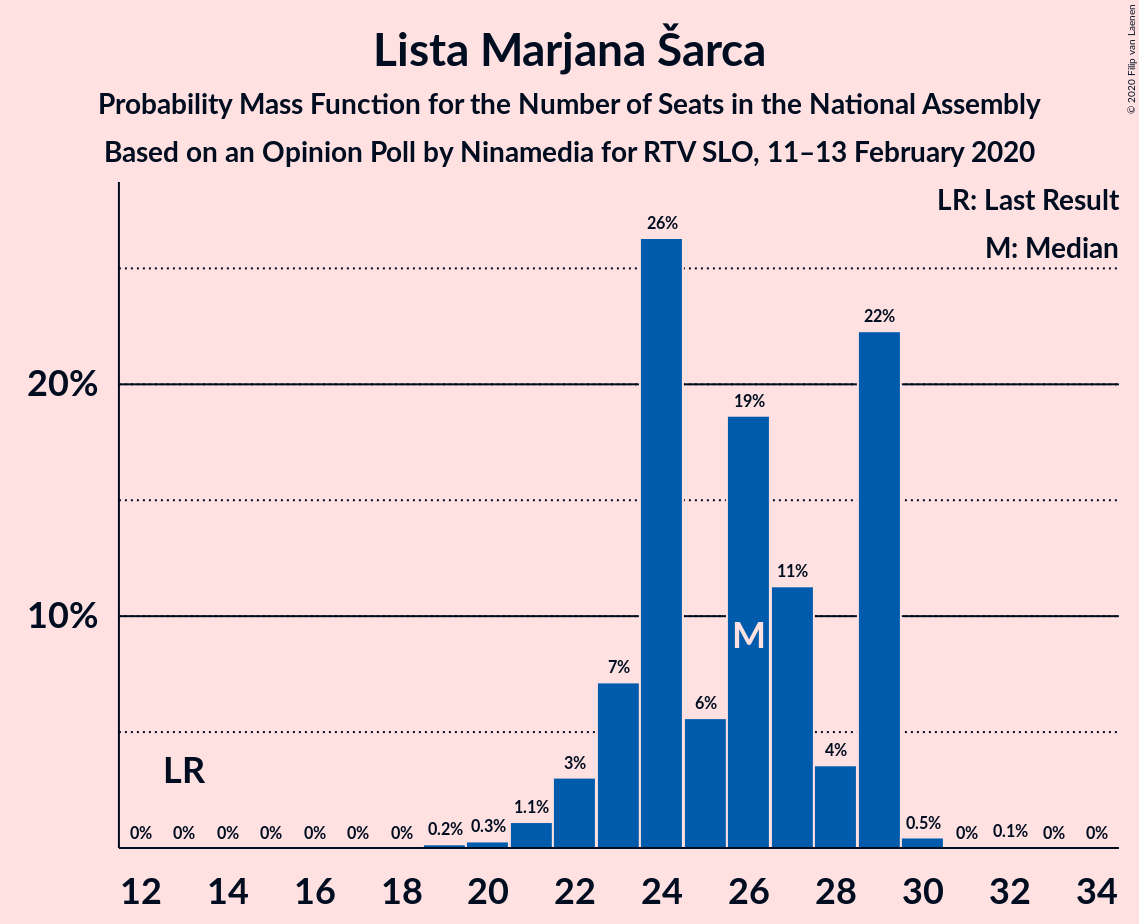 Lista Marjana Šarca
Probability Mass Function for the Number of Seats in the National Assembly
Based on an Opinion Poll by Ninamedia for RTV SLO, 11–13 February 2020
© 2020 Filip van Laenen
LR: Last Result
M: Median
20%
10%
LR
M
0% 0% 0% 0% 0% 0% 0% 0.2% 0.3% 1.1% 3% 7% 26% 6% 19% 11% 4% 22% 0.5% 0% 0.1% 0% 0%
12 14 16 18 20 22 24 26 28 30 32 34